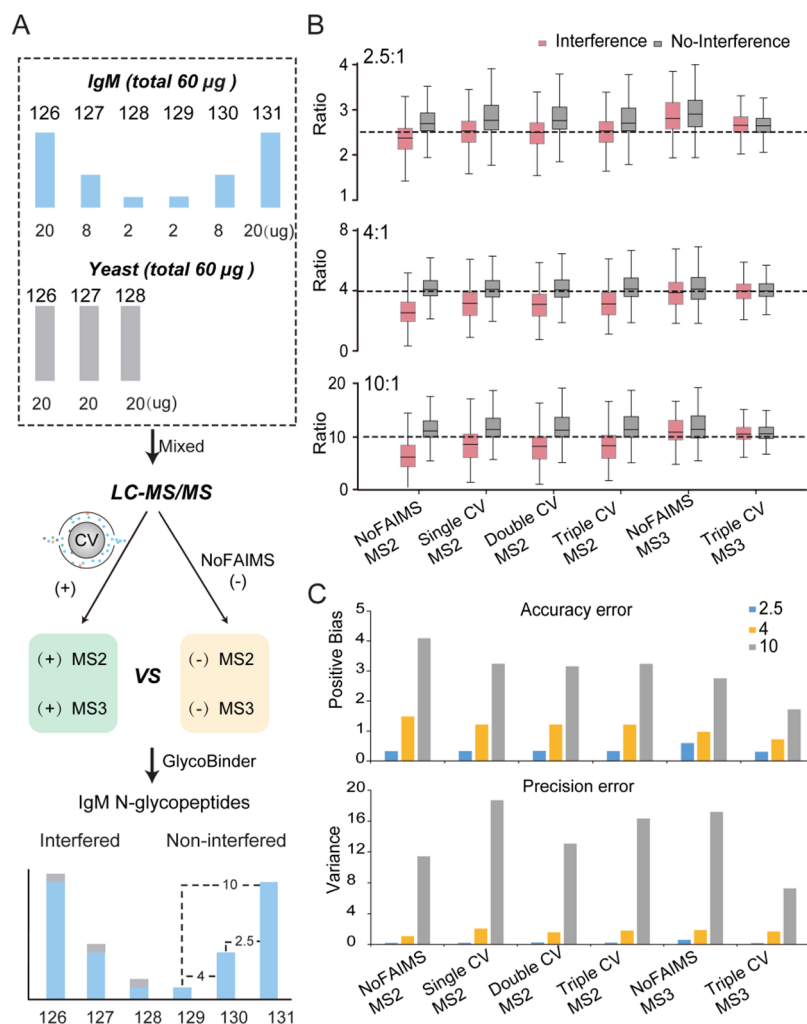 A
IgM (total 60 µg )
126 127 128 129 130 131
20 8 2 2 8 20(ug)
Yeast (total 60 µg )
126 127 128
20 20 20(ug)
Mixed
LC-MS/MS
CV
(+)
NoFAIMS
(-)
(+) MS2
(+) MS3
VS
(-) MS2
(-) MS3
GlycoBinder
IgM N-glycopeptides
Interfered Non-interfered
10
2.5
4
126 127 128 129 130 131
B
Interference No-Interference
2.5:1
Ratio
4
3
2
1
4:1
Ratio
8
4
0
10:1
Ratio
20
10
0
NoFAIMS
MS2
Single CV
MS2
Double CV
MS2
Triple CV
MS2
NoFAIMS
MS3
Triple CV
MS3
C
Accuracy error
2.5
4
10
Positive Bias
5
4
3
2
1
0
Precision error
Variance
20
16
12
8
4
0
NoFAIMS
MS2
Single CV
MS2
Double CV
MS2
Triple CV
MS2
NoFAIMS
MS3
Triple CV
MS3